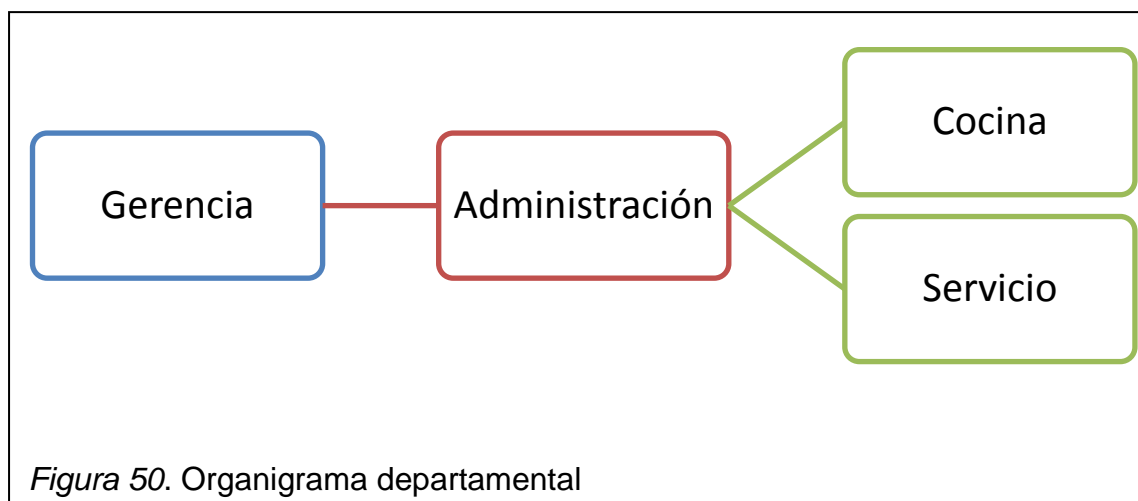 Gerencia
Administración
Cocina
Servicio
Figura 50. Organigrama departamental